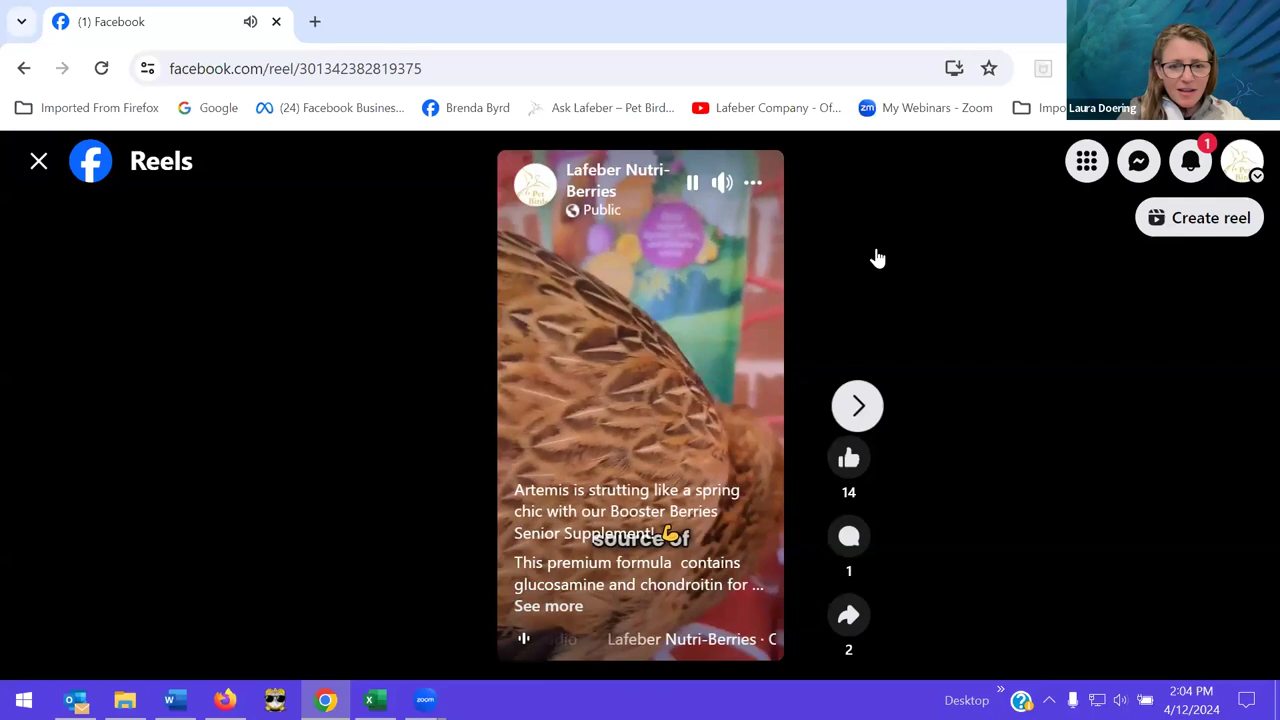 (1) Facebook
facebook.com/reel/301342382819375
Imported From Firefox
Google
(24) Facebook Busines...
Brenda Byrd
Ask Lafeber – Pet Bird...
Lafeber Company - Of...
My Webinars - Zoom
Impo
Laura Doering
Reels
1
Create reel
Lafeber Nutri-
Berries
Public
Artemis is strutting like a spring
chic with our Booster Berries
Senior Supplement! 💪
source of
This premium formula contains
glucosamine and chondroitin for ...
See more
Lafeber Nutri-Berries · O
14
1
2
Desktop
2:04 PM
4/12/2024